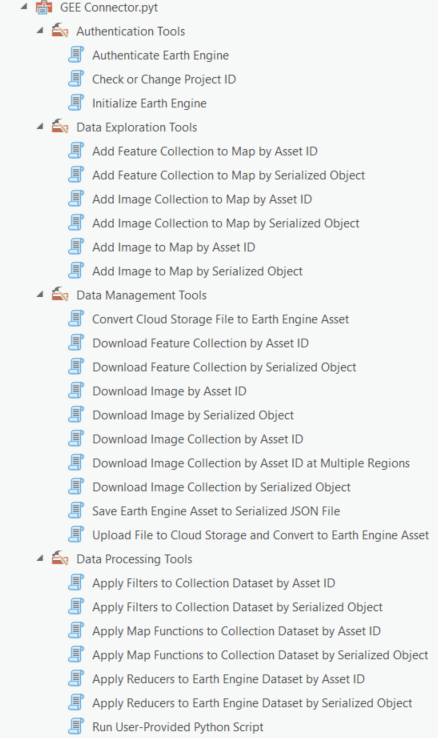 GEE Connector.pyt
Authentication Tools
Authenticate Earth Engine
Check or Change Project ID
Initialize Earth Engine
Data Exploration Tools
Add Feature Collection to Map by Asset ID
Add Feature Collection to Map by Serialized Object
Add Image Collection to Map by Asset ID
Add Image Collection to Map by Serialized Object
Add Image to Map by Asset ID
Add Image to Map by Serialized Object
Data Management Tools
Convert Cloud Storage File to Earth Engine Asset
Download Feature Collection by Asset ID
Download Feature Collection by Serialized Object
Download Image by Asset ID
Download Image by Serialized Object
Download Image Collection by Asset ID
Download Image Collection by Asset ID at Multiple Regions
Download Image Collection by Serialized Object
Save Earth Engine Asset to Serialized JSON File
Upload File to Cloud Storage and Convert to Earth Engine Asset
Data Processing Tools
Apply Filters to Collection Dataset by Asset ID
Apply Filters to Collection Dataset by Serialized Object
Apply Map Functions to Collection Dataset by Asset ID
Apply Map Functions to Collection Dataset by Serialized Object
Apply Reducers to Earth Engine Dataset by Asset ID
Apply Reducers to Earth Engine Dataset by Serialized Object
Run User-Provided Python Script